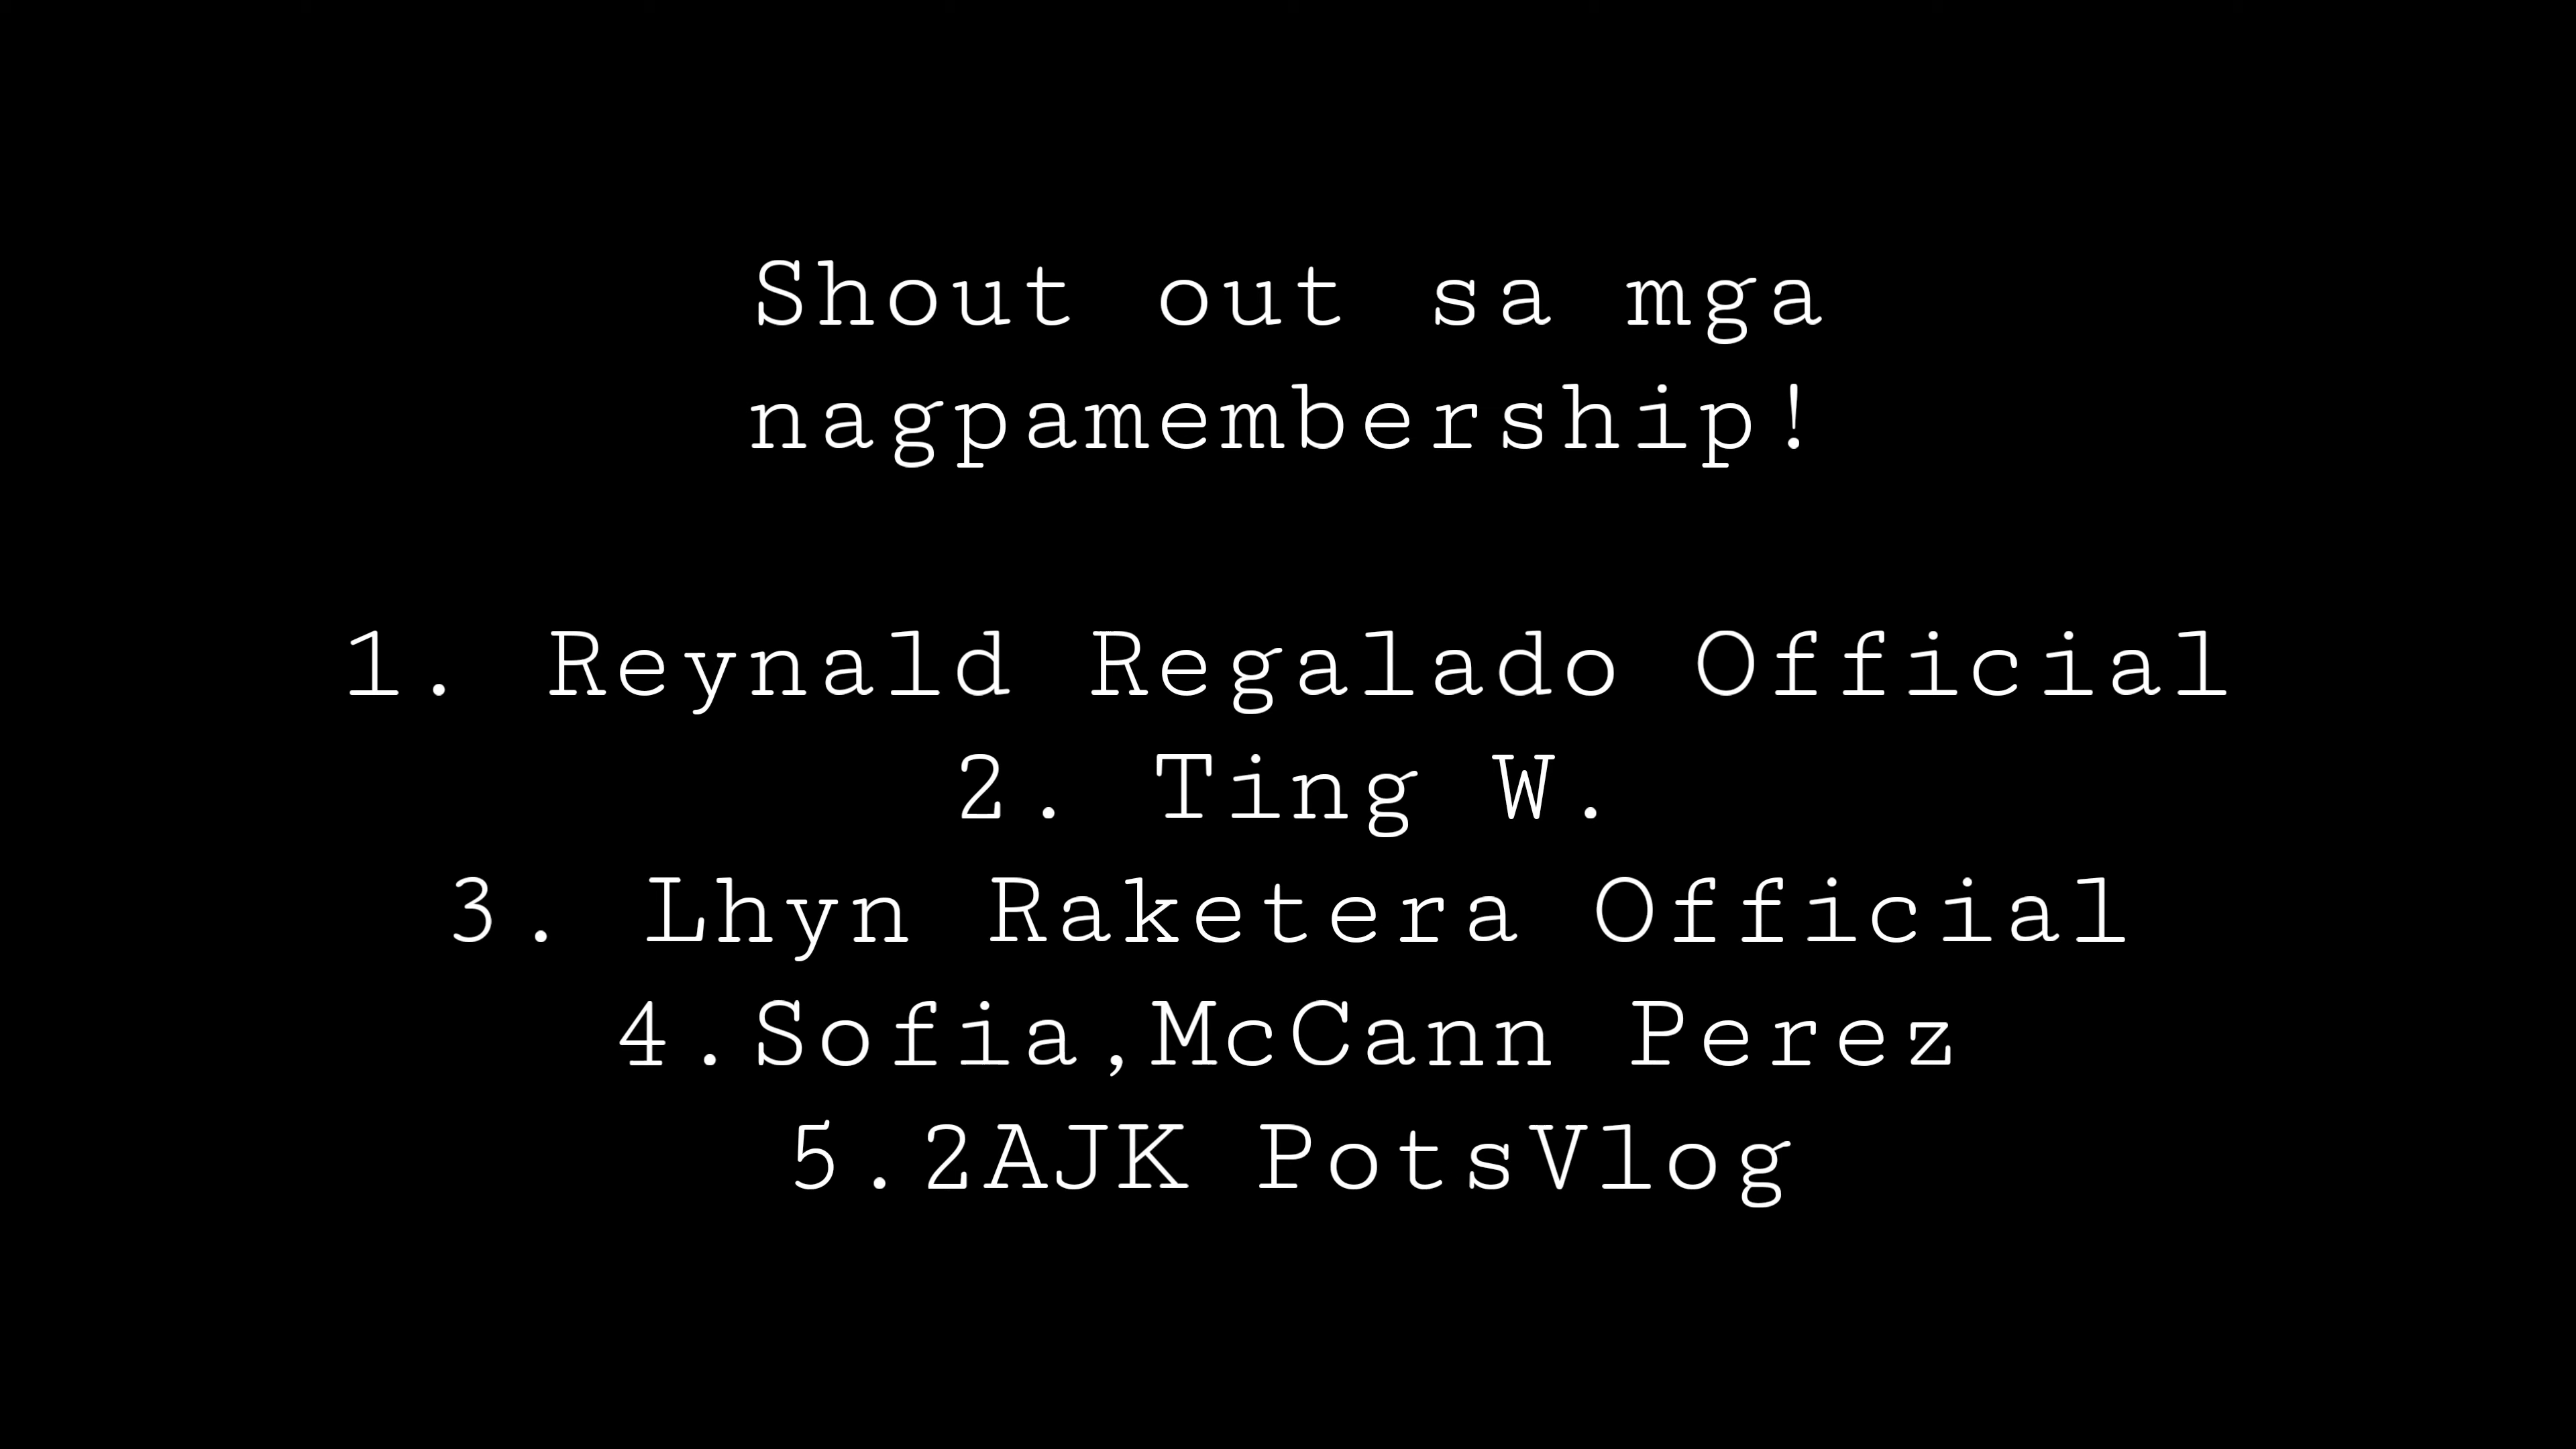 Shout out sa mga
nagpamembership!
1. Reynald Regalado Official
2. Ting W.
3. Lhyn Raketera Official
4.Sofia,McCann Perez
5.2AJK PotsVlog